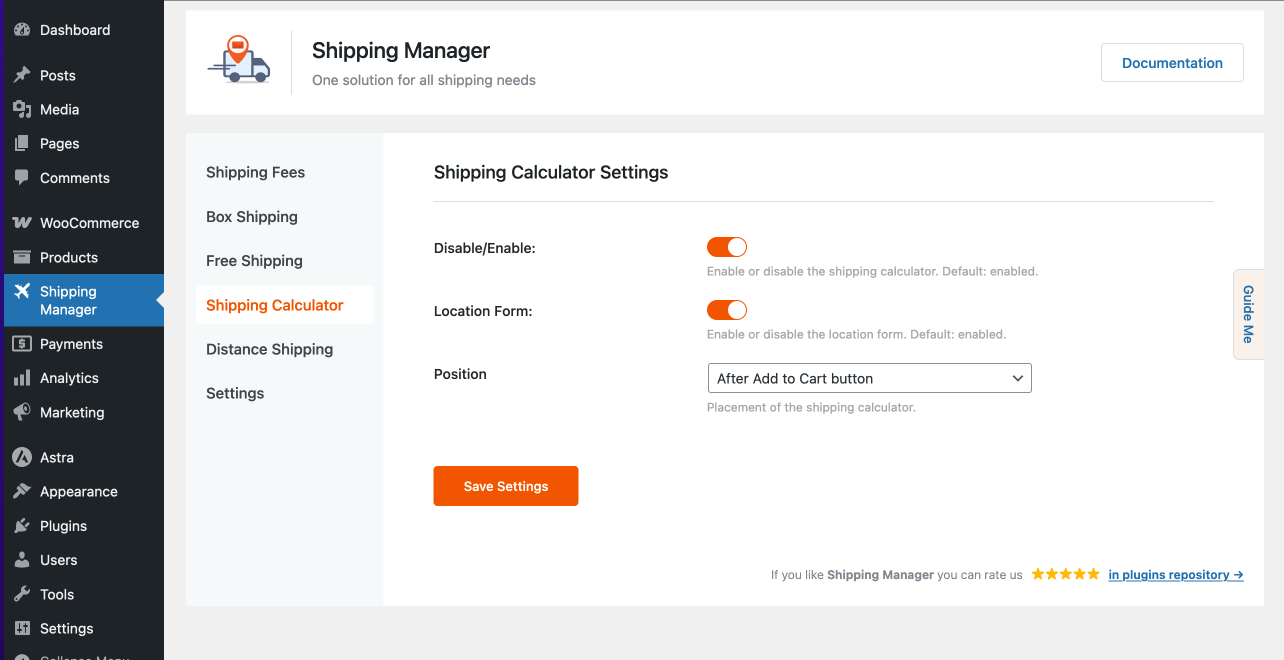 Dashboard
Posts
Media
Pages
Comments
WooCommerce
Products
Shipping
Manager
Payments
Analytics
Marketing
Astra
Appearance
Plugins
Users
Tools
Settings
Collapse Menu
Shipping Manager
One solution for all shipping needs
Documentation
Shipping Fees
Box Shipping
Free Shipping
Shipping Calculator
Distance Shipping
Settings
Shipping Calculator Settings
Disable/Enable:
Enable or disable the shipping calculator. Default: enabled.
Location Form:
Enable or disable the location form. Default: enabled.
Position
After Add to Cart button
Placement of the shipping calculator.
Save Settings
Guide Me
If you like Shipping Manager you can rate us ★★★★★ in plugins repository →